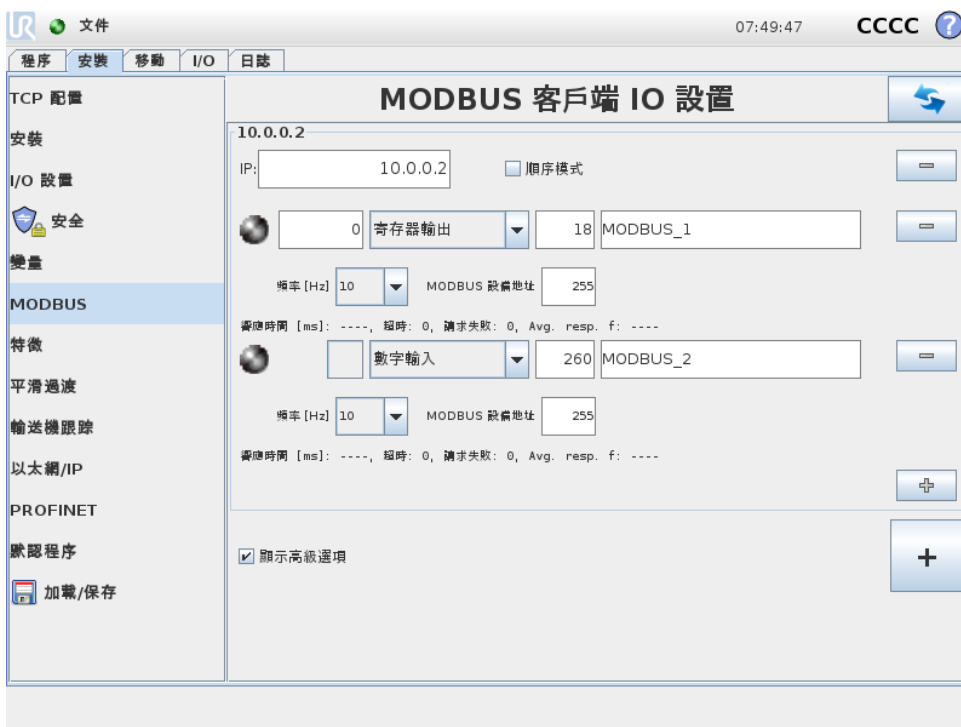 UR 文件 07:49:47 CCCC ?
程序 安裝 移動 I/O 日誌
TCP 配置
安裝
I/O 設置
安全
變量
MODBUS
特徵
平滑過渡
輸送機跟踪
以太網/IP
PROFINET
默認程序
加載/保存
MODBUS 客戶端 IO 設置
10.0.0.2
IP: 10.0.0.2 順序模式
0 寄存器輸出 18 MODBUS_1
頻率 [Hz] 10 MODBUS 設備地址 255
響應時間 [ms]: ----, 超時: 0, 請求失敗: 0, Avg. resp. f: ----
數字輸入 260 MODBUS_2
頻率 [Hz] 10 MODBUS 設備地址 255
響應時間 [ms]: ----, 超時: 0, 請求失敗: 0, Avg. resp. f: ----
顯示高級選項